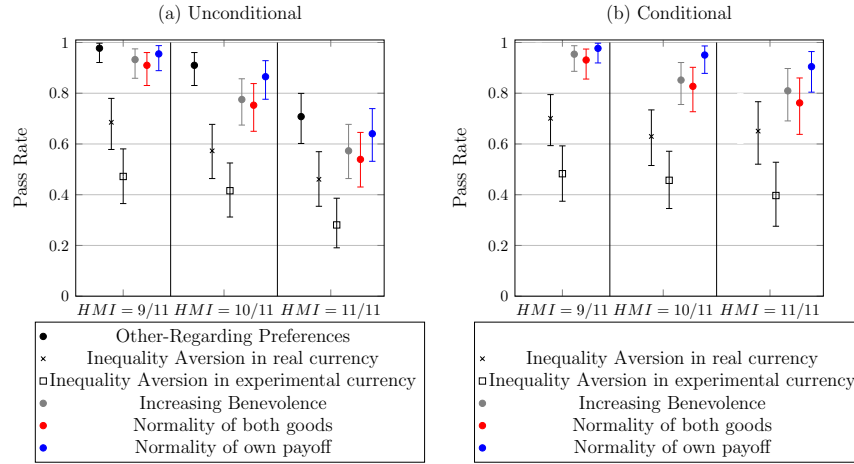 (a) Unconditional
1
0.8
0.6
0.4
0.2
0
Pass Rate
HMI = 9/11 HMI = 10/11 HMI = 11/11
Other-Regarding Preferences
Inequality Aversion in real currency
Inequality Aversion in experimental currency
Increasing Benevolence
Normality of both goods
Normality of own payoff
(b) Conditional
1
0.8
0.6
0.4
0.2
0
Pass Rate
HMI = 9/11 HMI = 10/11 HMI = 11/11
Inequality Aversion in real currency
Inequality Aversion in experimental currency
Increasing Benevolence
Normality of both goods
Normality of own payoff